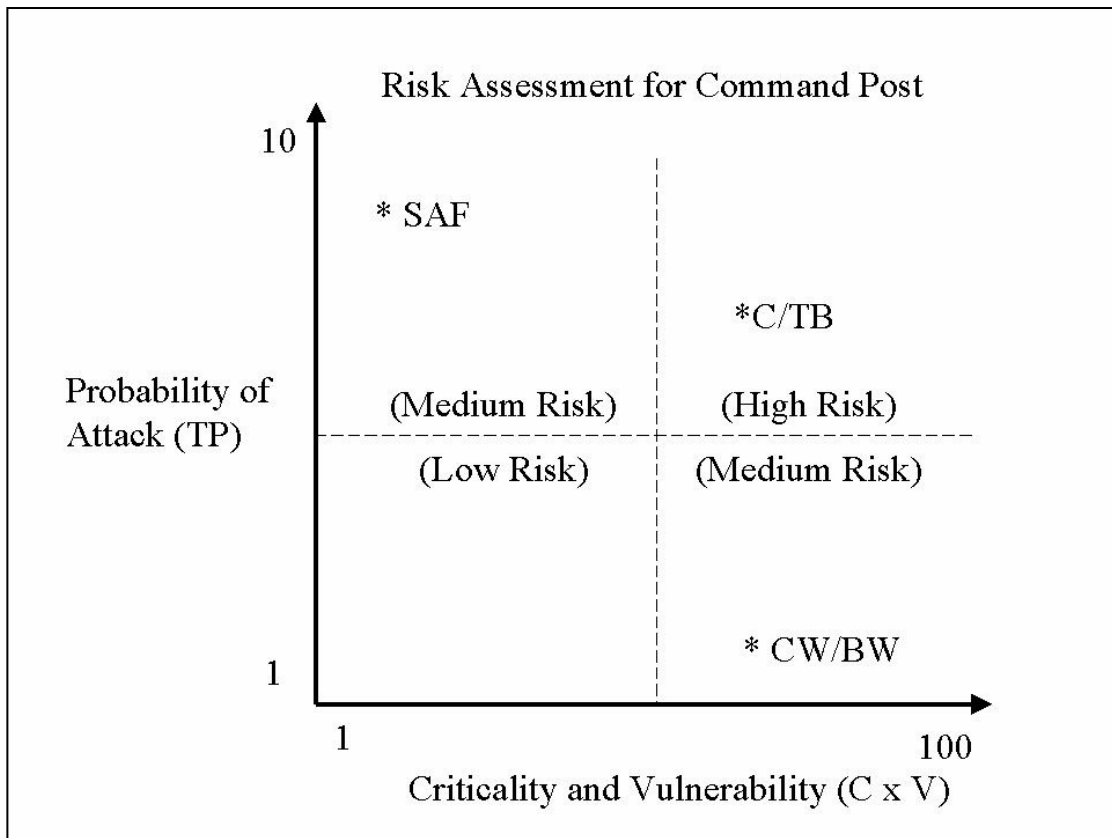 Risk Assessment for Command Post
10
* SAF
*C/TB
Probability of
Attack (TP)
(Medium Risk)
(High Risk)
(Low Risk)
(Medium Risk)
* CW/BW
1
1
100
Criticality and Vulnerability (C x V)